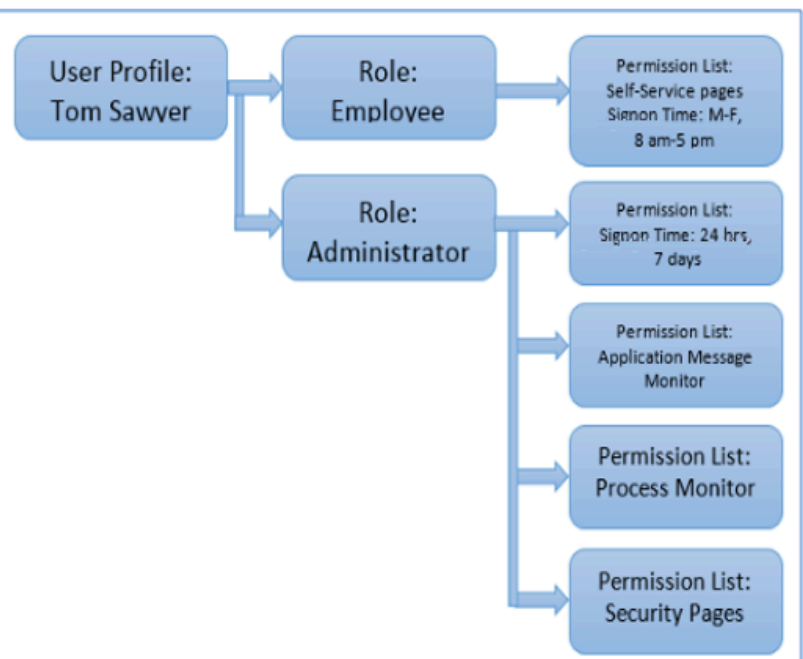 User Profile:
Tom Sawyer
Role:
Employee
Permission List:
Self-Service pages
Signon Time: M-F,
8 am-5 pm
Role:
Administrator
Permission List:
Signon Time: 24 hrs,
7 days
Permission List:
Application Message
Monitor
Permission List:
Process Monitor
Permission List:
Security Pages